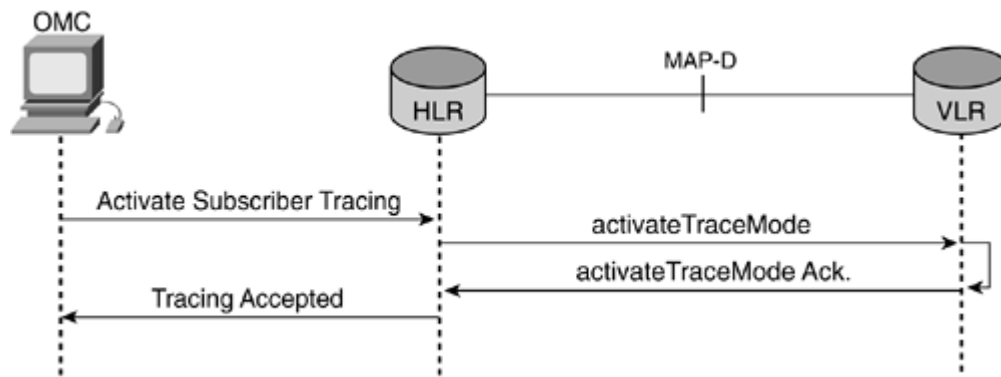 OMC
MAP-D
HLR
VLR
Activate Subscriber Tracing
activateTraceMode
activateTraceMode Ack.
Tracing Accepted